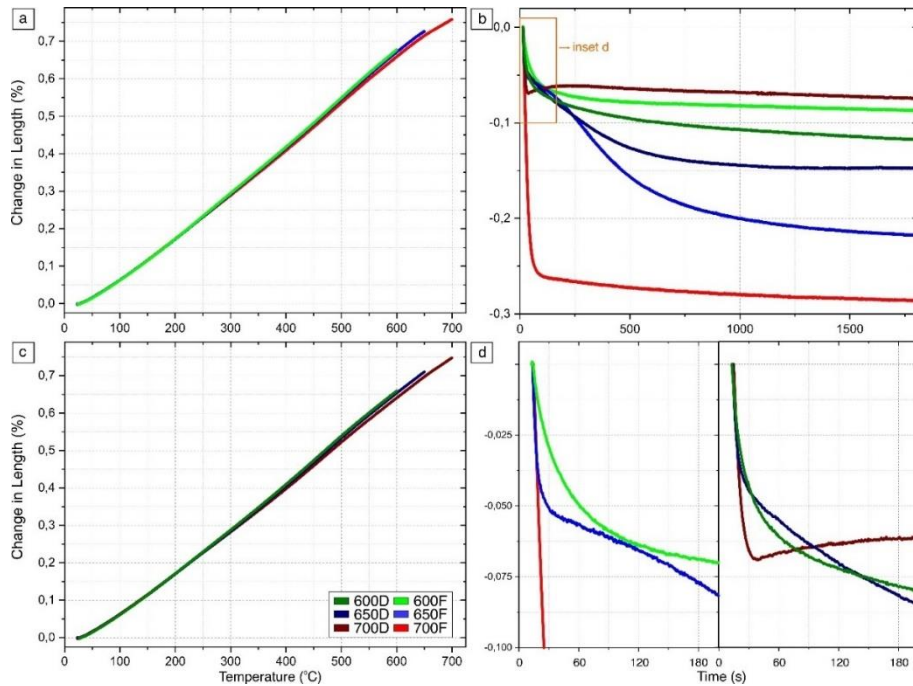 a
Change in Length (%)
0,7
0,6
0,5
0,4
0,3
0,2
0,1
0,0
0 100 200 300 400 500 600 700
b
0,0
-0,1
-0,2
-0,3
inset d
0 500 1000 1500
c
Change in Length (%)
0,7
0,6
0,5
0,4
0,3
0,2
0,1
0,0
600D 600F
650D 650F
700D 700F
0 100 200 300 400 500 600 700
Temperature (°C)
d
-0,025
-0,050
-0,075
-0,100
0 60 120 180 0 60 120 180
Time (s)